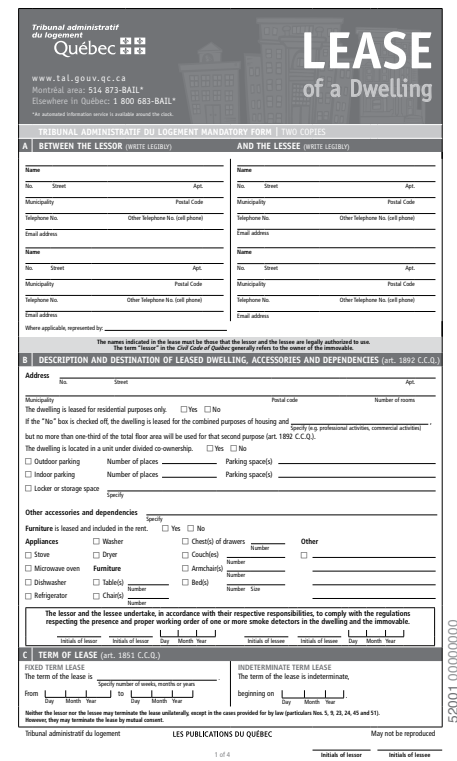 Tribunal administratif
du logement
Québec
LEASE
of a Dwelling
www.tal.gouv.qc.ca
Montréal area: 514 873-BAIL*
Elsewhere in Québec: 1 800 683-BAIL*
*An automated information service is available around the clock.
TRIBUNAL ADMINISTRATIF DU LOGEMENT MANDATORY FORM | TWO COPIES
A BETWEEN THE LESSOR (WRITE LEGIBLY) AND THE LESSEE (WRITE LEGIBLY)
Name Name
No. Street Apt. No. Street Apt.
Municipality Postal Code Municipality Postal Code
Telephone No. Other Telephone No. (cell phone) Telephone No. Other Telephone No. (cell phone)
Email address Email address
Name Name
No. Street Apt. No. Street Apt.
Municipality Postal Code Municipality Postal Code
Telephone No. Other Telephone No. (cell phone) Telephone No. Other Telephone No. (cell phone)
Email address Email address
Where applicable, represented by:
The names indicated in the lease must be those that the lessor and the lessee are legally authorized to use.
The term "lessor" in the Civil Code of Québec generally refers to the owner of the immovable.
B DESCRIPTION AND DESTINATION OF LEASED DWELLING, ACCESSORIES AND DEPENDENCIES (art. 1892 C.C.Q.)
Address
No. Street Apt.
Municipality Postal code Number of rooms
The dwelling is leased for residential purposes only. Yes No
If the "No" box is checked off, the dwelling is leased for the combined purposes of housing and ,
Specify (e.g. professional activities, commercial activities)
but no more than one-third of the total floor area will be used for that second purpose (art. 1892 C.C.Q.).
The dwelling is located in a unit under divided co-ownership. Yes No
Outdoor parking Number of places Parking space(s)
Indoor parking Number of places Parking space(s)
Locker or storage space
Specify
Other accessories and dependencies
Specify
Furniture is leased and included in the rent. Yes No
Appliances Washer Chest(s) of drawers Other
Number
Stove Dryer Couch(es)
Number
Microwave oven Furniture Armchair(s)
Number
Dishwasher Table(s) Bed(s)
Number Number Size
Refrigerator Chair(s)
Number
The lessor and the lessee undertake, in accordance with their respective responsibilities, to comply with the regulations
respecting the presence and proper working order of one or more smoke detectors in the dwelling and the immovable.
Initials of lessor Initials of lessor Day Month Year Initials of lessee Initials of lessee Day Month Year
C TERM OF LEASE (art. 1851 C.C.Q.)
FIXED TERM LEASE INDETERMINATE TERM LEASE
The term of the lease is . The term of the lease is indeterminate,
Specify number of weeks, months or years
From to . beginning on .
Day Month Year Day Month Year Day Month Year
Neither the lessor nor the lessee may terminate the lease unilaterally, except in the cases provided for by law (particulars Nos. 5, 9, 23, 24, 45 and 51).
However, they may terminate the lease by mutual consent.
Tribunal administratif du logement LES PUBLICATIONS DU QUÉBEC May not be reproduced
1 of 4
Initials of lessor Initials of lessee
52001 00000000